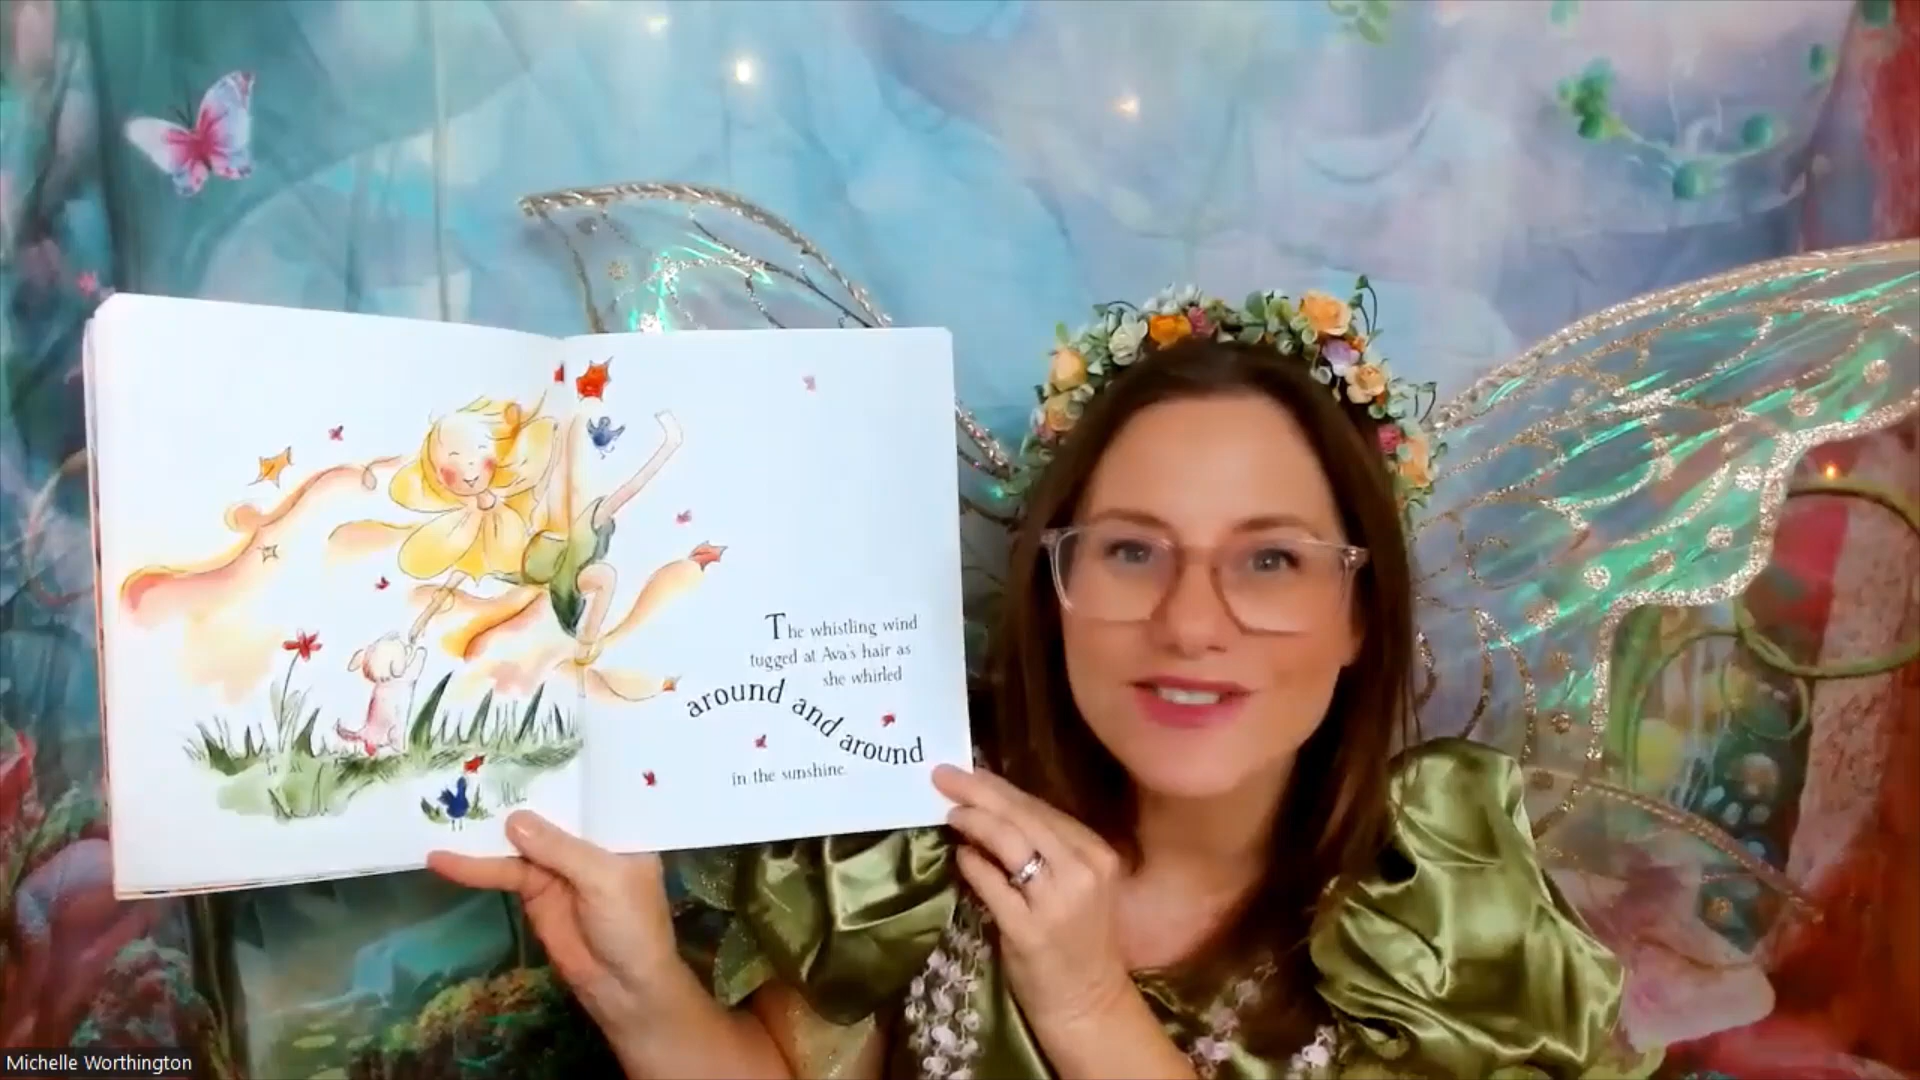 The whistling wind
tugged at Ava's hair as
she whirled
around and around
in the sunshine.
Michelle Worthington